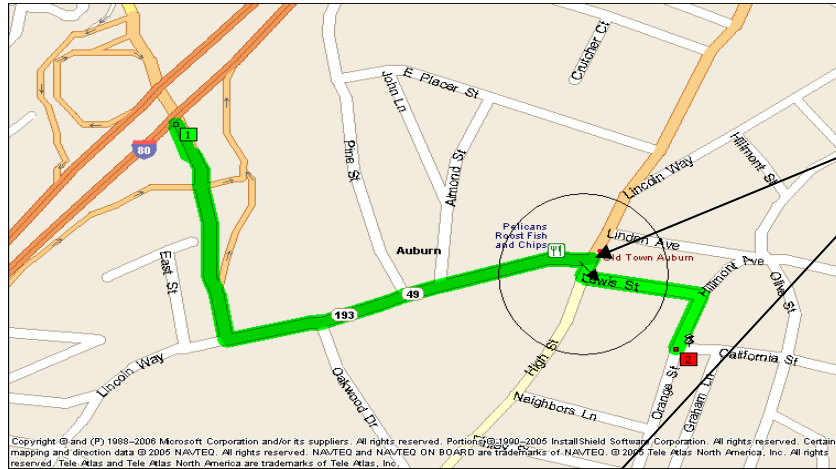 Crutcher Ct
E Placer St
John Ln
1
80
Pine St
Almond St
Lincoln Way
Hillmont St
Pelicans
Roost Fish
and Chips
Linden Ave
Auburn
Old Town Auburn
East St
Hillmont Ave
Olive St
Lewis St
49
193
2
California St
High St
Lincoln Way
Orange St
Graham Ln
Oakwood Dr
Neighbors Ln
Copyright © and (P) 1988–2006 Microsoft Corporation and/or its suppliers. All rights reserved. Portions © 1990–2005 InstallShield Software Corporation. All rights reserved. Certain
mapping and direction data © 2005 NAVTEQ. All rights reserved. NAVTEQ and NAVTEQ ON BOARD are trademarks of NAVTEQ. © 2005 Tele Atlas North America, Inc. All rights
reserved. Tele Atlas and Tele Atlas North America are trademarks of Tele Atlas, Inc.